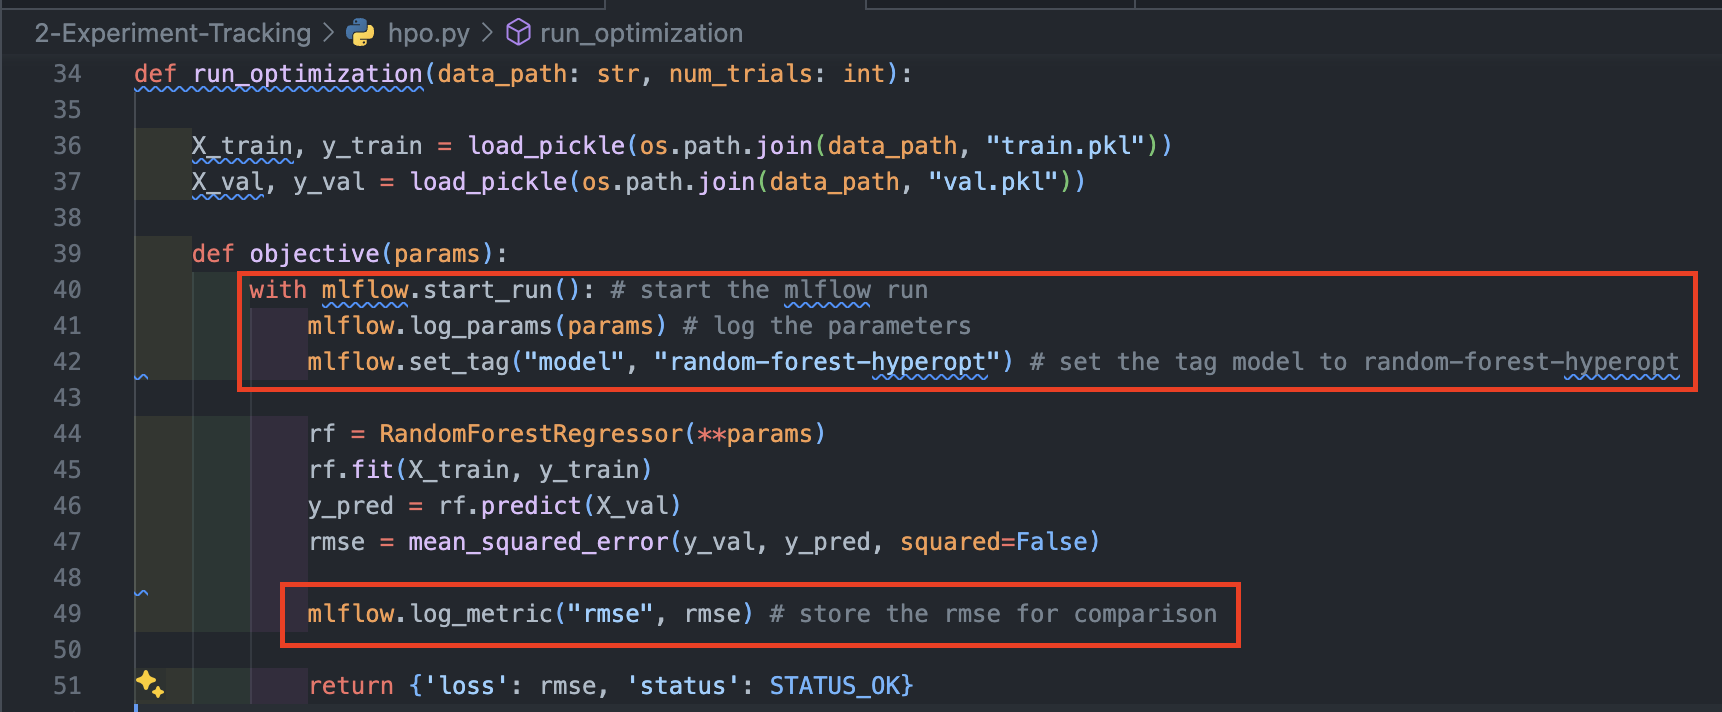 2-Experiment-Tracking > hpo.py > run_optimization
34 def run_optimization(data_path: str, num_trials: int):
35
36 X_train, y_train = load_pickle(os.path.join(data_path, "train.pkl"))
37 X_val, y_val = load_pickle(os.path.join(data_path, "val.pkl"))
38
39 def objective(params):
40 with mlflow.start_run(): # start the mlflow run
41 mlflow.log_params(params) # log the parameters
42 mlflow.set_tag("model", "random-forest-hyperopt") # set the tag model to random-forest-hyperopt
43
44 rf = RandomForestRegressor(**params)
45 rf.fit(X_train, y_train)
46 y_pred = rf.predict(X_val)
47 rmse = mean_squared_error(y_val, y_pred, squared=False)
48
49 mlflow.log_metric("rmse", rmse) # store the rmse for comparison
50
51 return {'loss': rmse, 'status': STATUS_OK}